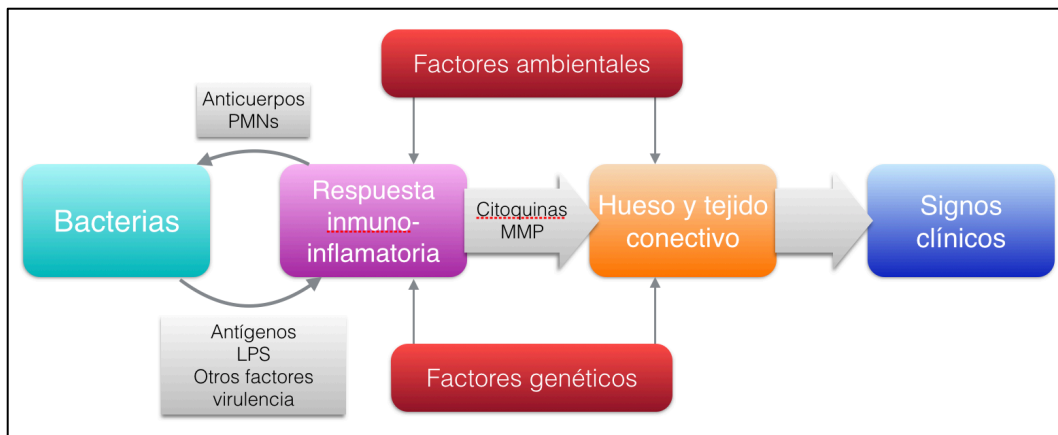 Factores ambientales
Anticuerpos
PMNs
Bacterias
Respuesta
inmuno-
inflamatoria
Citoquinas
MMP
Hueso y tejido
conectivo
Signos
clínicos
Antígenos
LPS
Otros factores
virulencia
Factores genéticos